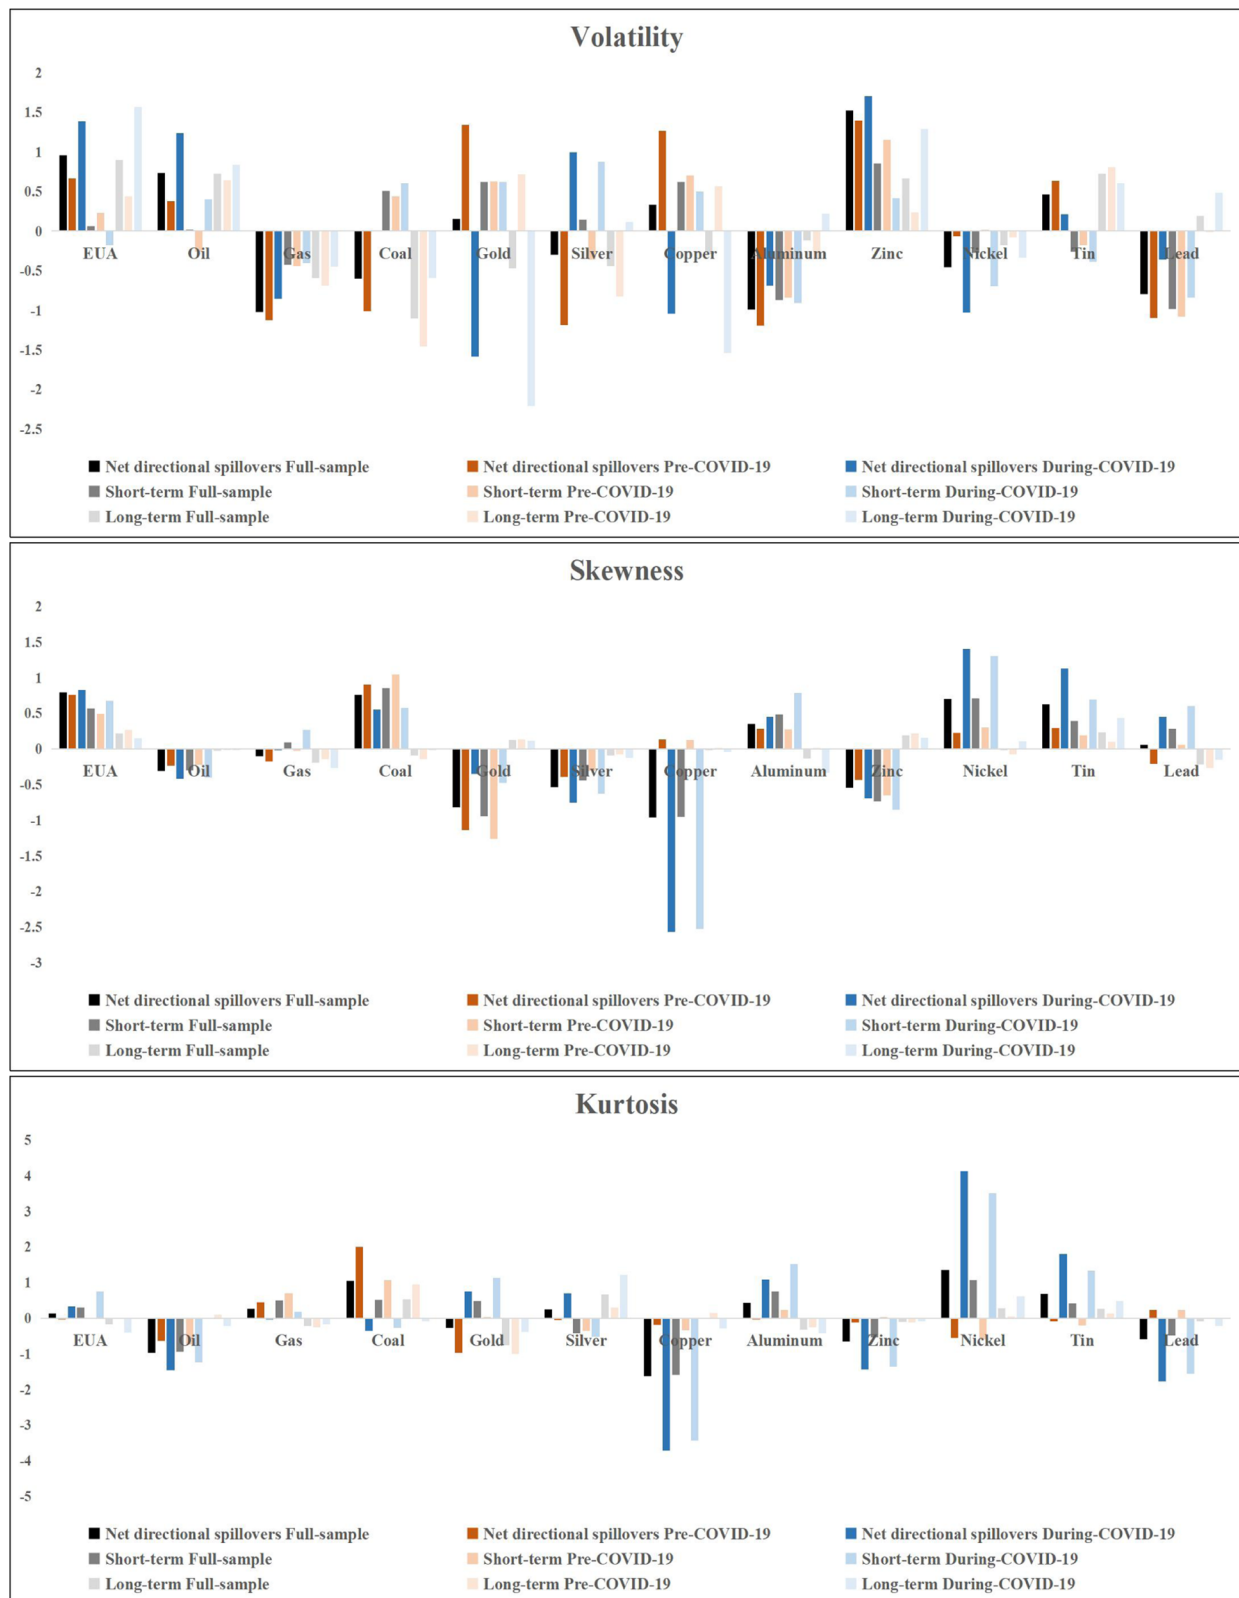 Volatility
2
1.5
1
0.5
0
-0.5
-1
-1.5
-2
-2.5
EUA Oil Gas Coal Gold Silver Copper Aluminum Zinc Nickel Tin Lead
Net directional spillovers Full-sample Net directional spillovers Pre-COVID-19 Net directional spillovers During-COVID-19
Short-term Full-sample Short-term Pre-COVID-19 Short-term During-COVID-19
Long-term Full-sample Long-term Pre-COVID-19 Long-term During-COVID-19
Skewness
2
1.5
1
0.5
0
-0.5
-1
-1.5
-2
-2.5
-3
EUA Oil Gas Coal Gold Silver Copper Aluminum Zinc Nickel Tin Lead
Net directional spillovers Full-sample Net directional spillovers Pre-COVID-19 Net directional spillovers During-COVID-19
Short-term Full-sample Short-term Pre-COVID-19 Short-term During-COVID-19
Long-term Full-sample Long-term Pre-COVID-19 Long-term During-COVID-19
Kurtosis
5
4
3
2
1
0
-1
-2
-3
-4
-5
EUA Oil Gas Coal Gold Silver Copper Aluminum Zinc Nickel Tin Lead
Net directional spillovers Full-sample Net directional spillovers Pre-COVID-19 Net directional spillovers During-COVID-19
Short-term Full-sample Short-term Pre-COVID-19 Short-term During-COVID-19
Long-term Full-sample Long-term Pre-COVID-19 Long-term During-COVID-19